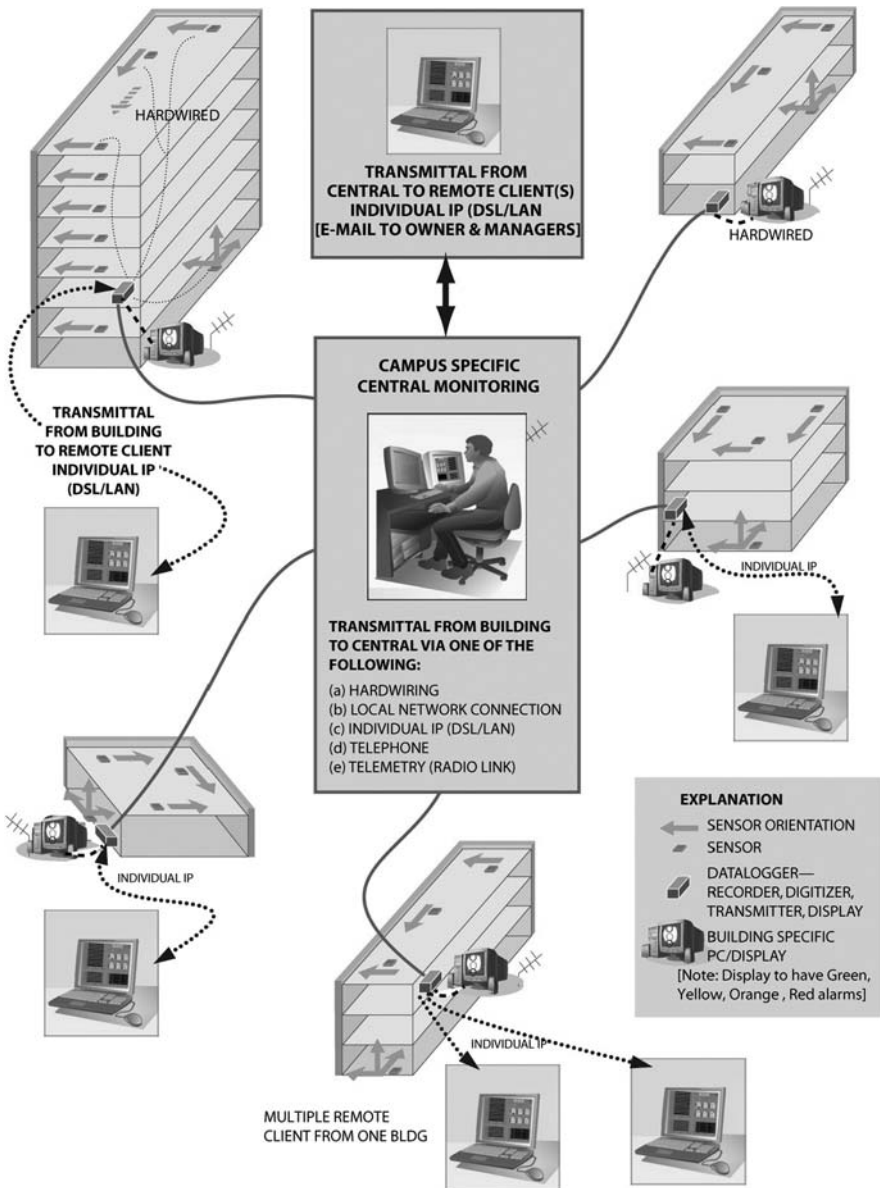 HARDWIRED
TRANSMITTAL FROM
CENTRAL TO REMOTE CLIENT(S)
INDIVIDUAL IP (DSL/LAN
[E-MAIL TO OWNER & MANAGERS]
HARDWIRED
TRANSMITTAL
FROM BUILDING
TO REMOTE CLIENT
INDIVIDUAL IP
(DSL/LAN)
CAMPUS SPECIFIC
CENTRAL MONITORING
TRANSMITTAL FROM BUILDING
TO CENTRAL VIA ONE OF THE
FOLLOWING:
(a) HARDWIRING
(b) LOCAL NETWORK CONNECTION
(c) INDIVIDUAL IP (DSL/LAN)
(d) TELEPHONE
(e) TELEMETRY (RADIO LINK)
INDIVIDUAL IP
INDIVIDUAL IP
INDIVIDUAL IP
MULTIPLE REMOTE
CLIENT FROM ONE BLDG
EXPLANATION
SENSOR ORIENTATION
SENSOR
DATALOGGER—
RECORDER, DIGITIZER,
TRANSMITTER, DISPLAY
BUILDING SPECIFIC
PC/DISPLAY
[Note: Display to have Green,
Yellow, Orange , Red alarms]